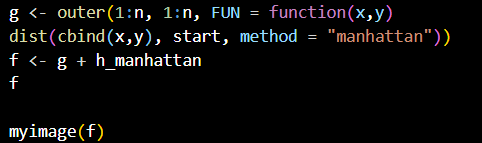 g <- outer(1:n, 1:n, FUN = function(x,y)
dist(cbind(x,y), start, method = "manhattan"))
f <- g + h_manhattan
f
myimage(f)